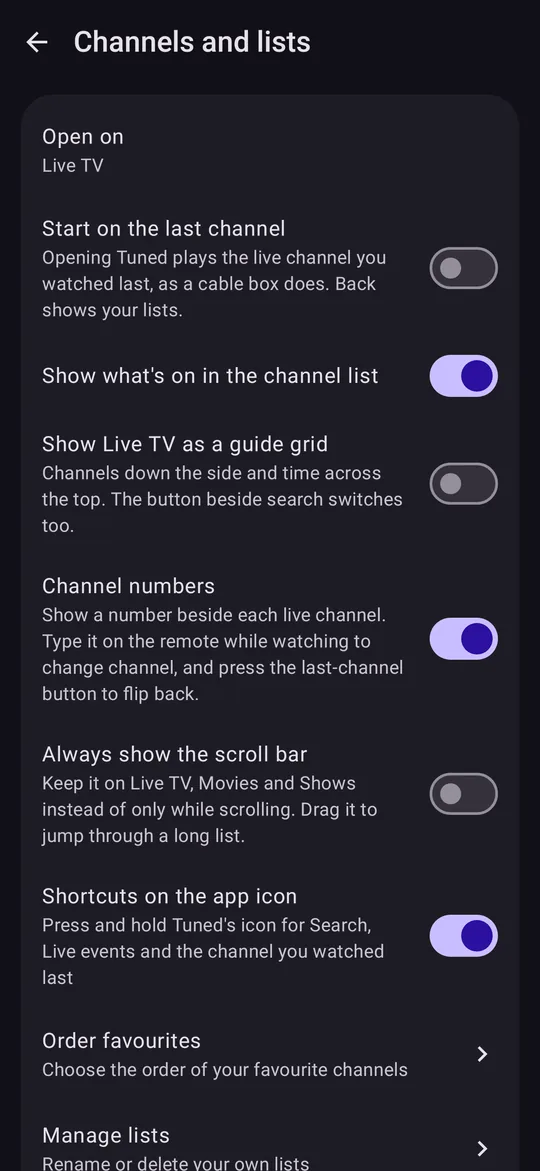 Channels and lists
Open on
Live TV
Start on the last channel
Opening Tuned plays the live channel you
watched last, as a cable box does. Back
shows your lists.
Show what's on in the channel list
Show Live TV as a guide grid
Channels down the side and time across
the top. The button beside search switches
too.
Channel numbers
Show a number beside each live channel.
Type it on the remote while watching to
change channel, and press the last-channel
button to flip back.
Always show the scroll bar
Keep it on Live TV, Movies and Shows
instead of only while scrolling. Drag it to
jump through a long list.
Shortcuts on the app icon
Press and hold Tuned's icon for Search,
Live events and the channel you watched
last
Order favourites
Choose the order of your favourite channels
Manage lists
Rename or delete your own lists